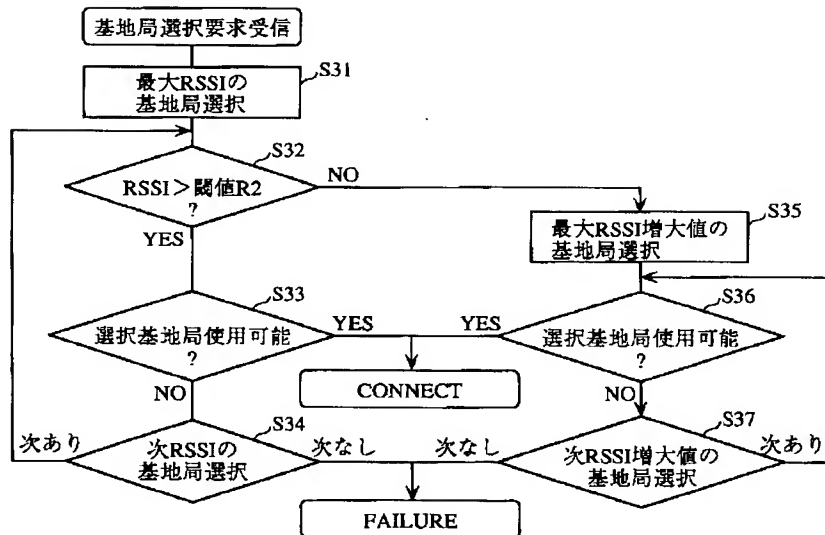 基地局選択要求受信
S31
最大RSSIの
基地局選択
S32
RSSI＞閾値R2
?
NO
YES
S35
最大RSSI増大値の
基地局選択
S33
選択基地局使用可能
?
YES
NO
S36
YES
選択基地局使用可能
?
NO
CONNECT
S34
次あり
次RSSIの
基地局選択
次なし
S37
次なし
次RSSI増大値の
基地局選択
次あり
FAILURE